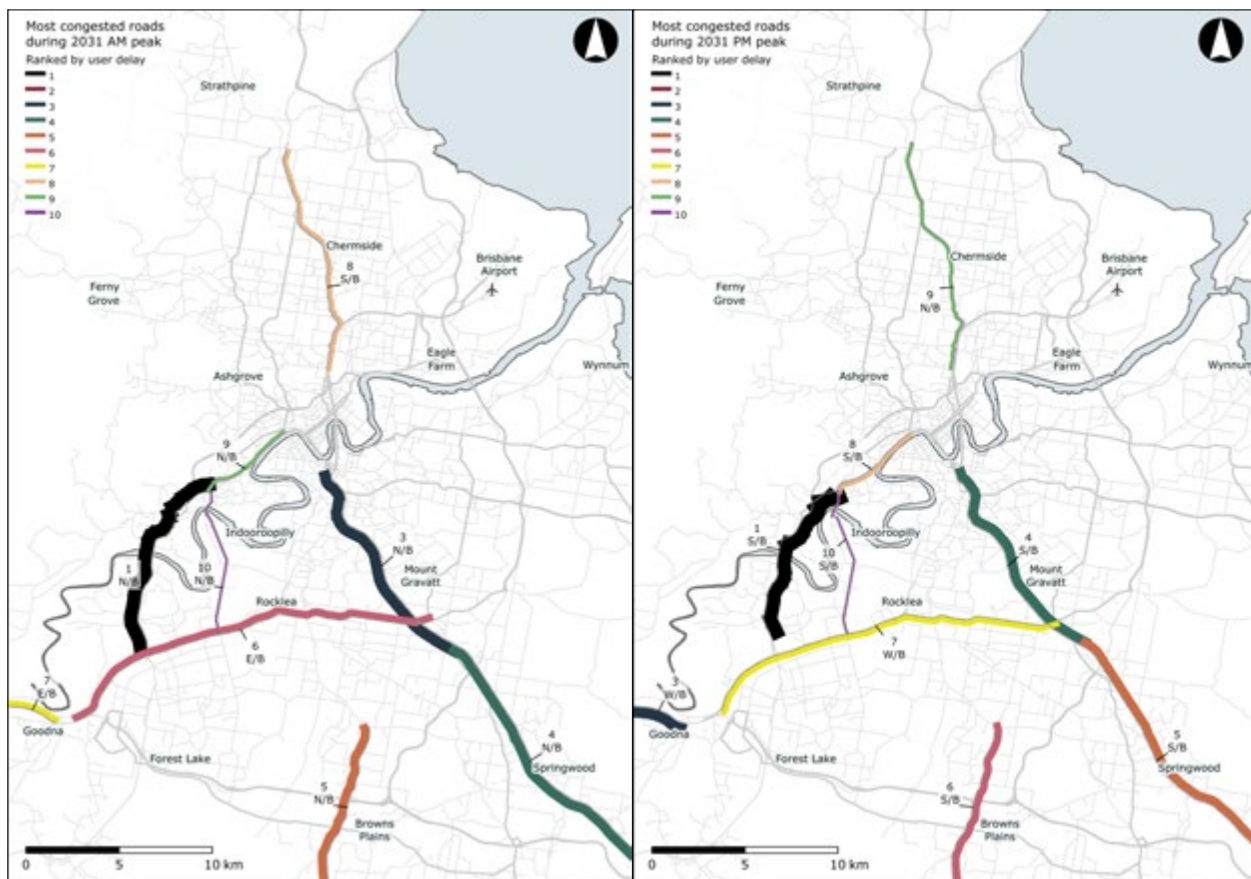 Most congested roads
during 2031 AM peak
Ranked by user delay
1
2
3
4
5
6
7
8
9
10
Strathpine
Chermside
8
S/B
Brisbane
Airport
Ferny
Grove
Eagle
Farm
Wynnum
Ashgrove
9
N/B
Indooroopilly
1
N/B
10
N/B
3
N/B
Mount
Gravatt
Rocklea
6
E/B
7
E/B
Goodna
Forest Lake
4
N/B
Springwood
5
N/B
Browns
Plains
0
5
10 km
Most congested roads
during 2031 PM peak
Ranked by user delay
1
2
3
4
5
6
7
8
9
10
Strathpine
Chermside
9
N/B
Brisbane
Airport
Ferny
Grove
Eagle
Farm
Wynnum
Ashgrove
8
S/B
Indooroopilly
1
S/B
10
S/B
4
S/B
Mount
Gravatt
Rocklea
7
W/B
3
W/B
Goodna
Forest Lake
5
S/B
Springwood
6
S/B
Browns
Plains
0
5
10 km